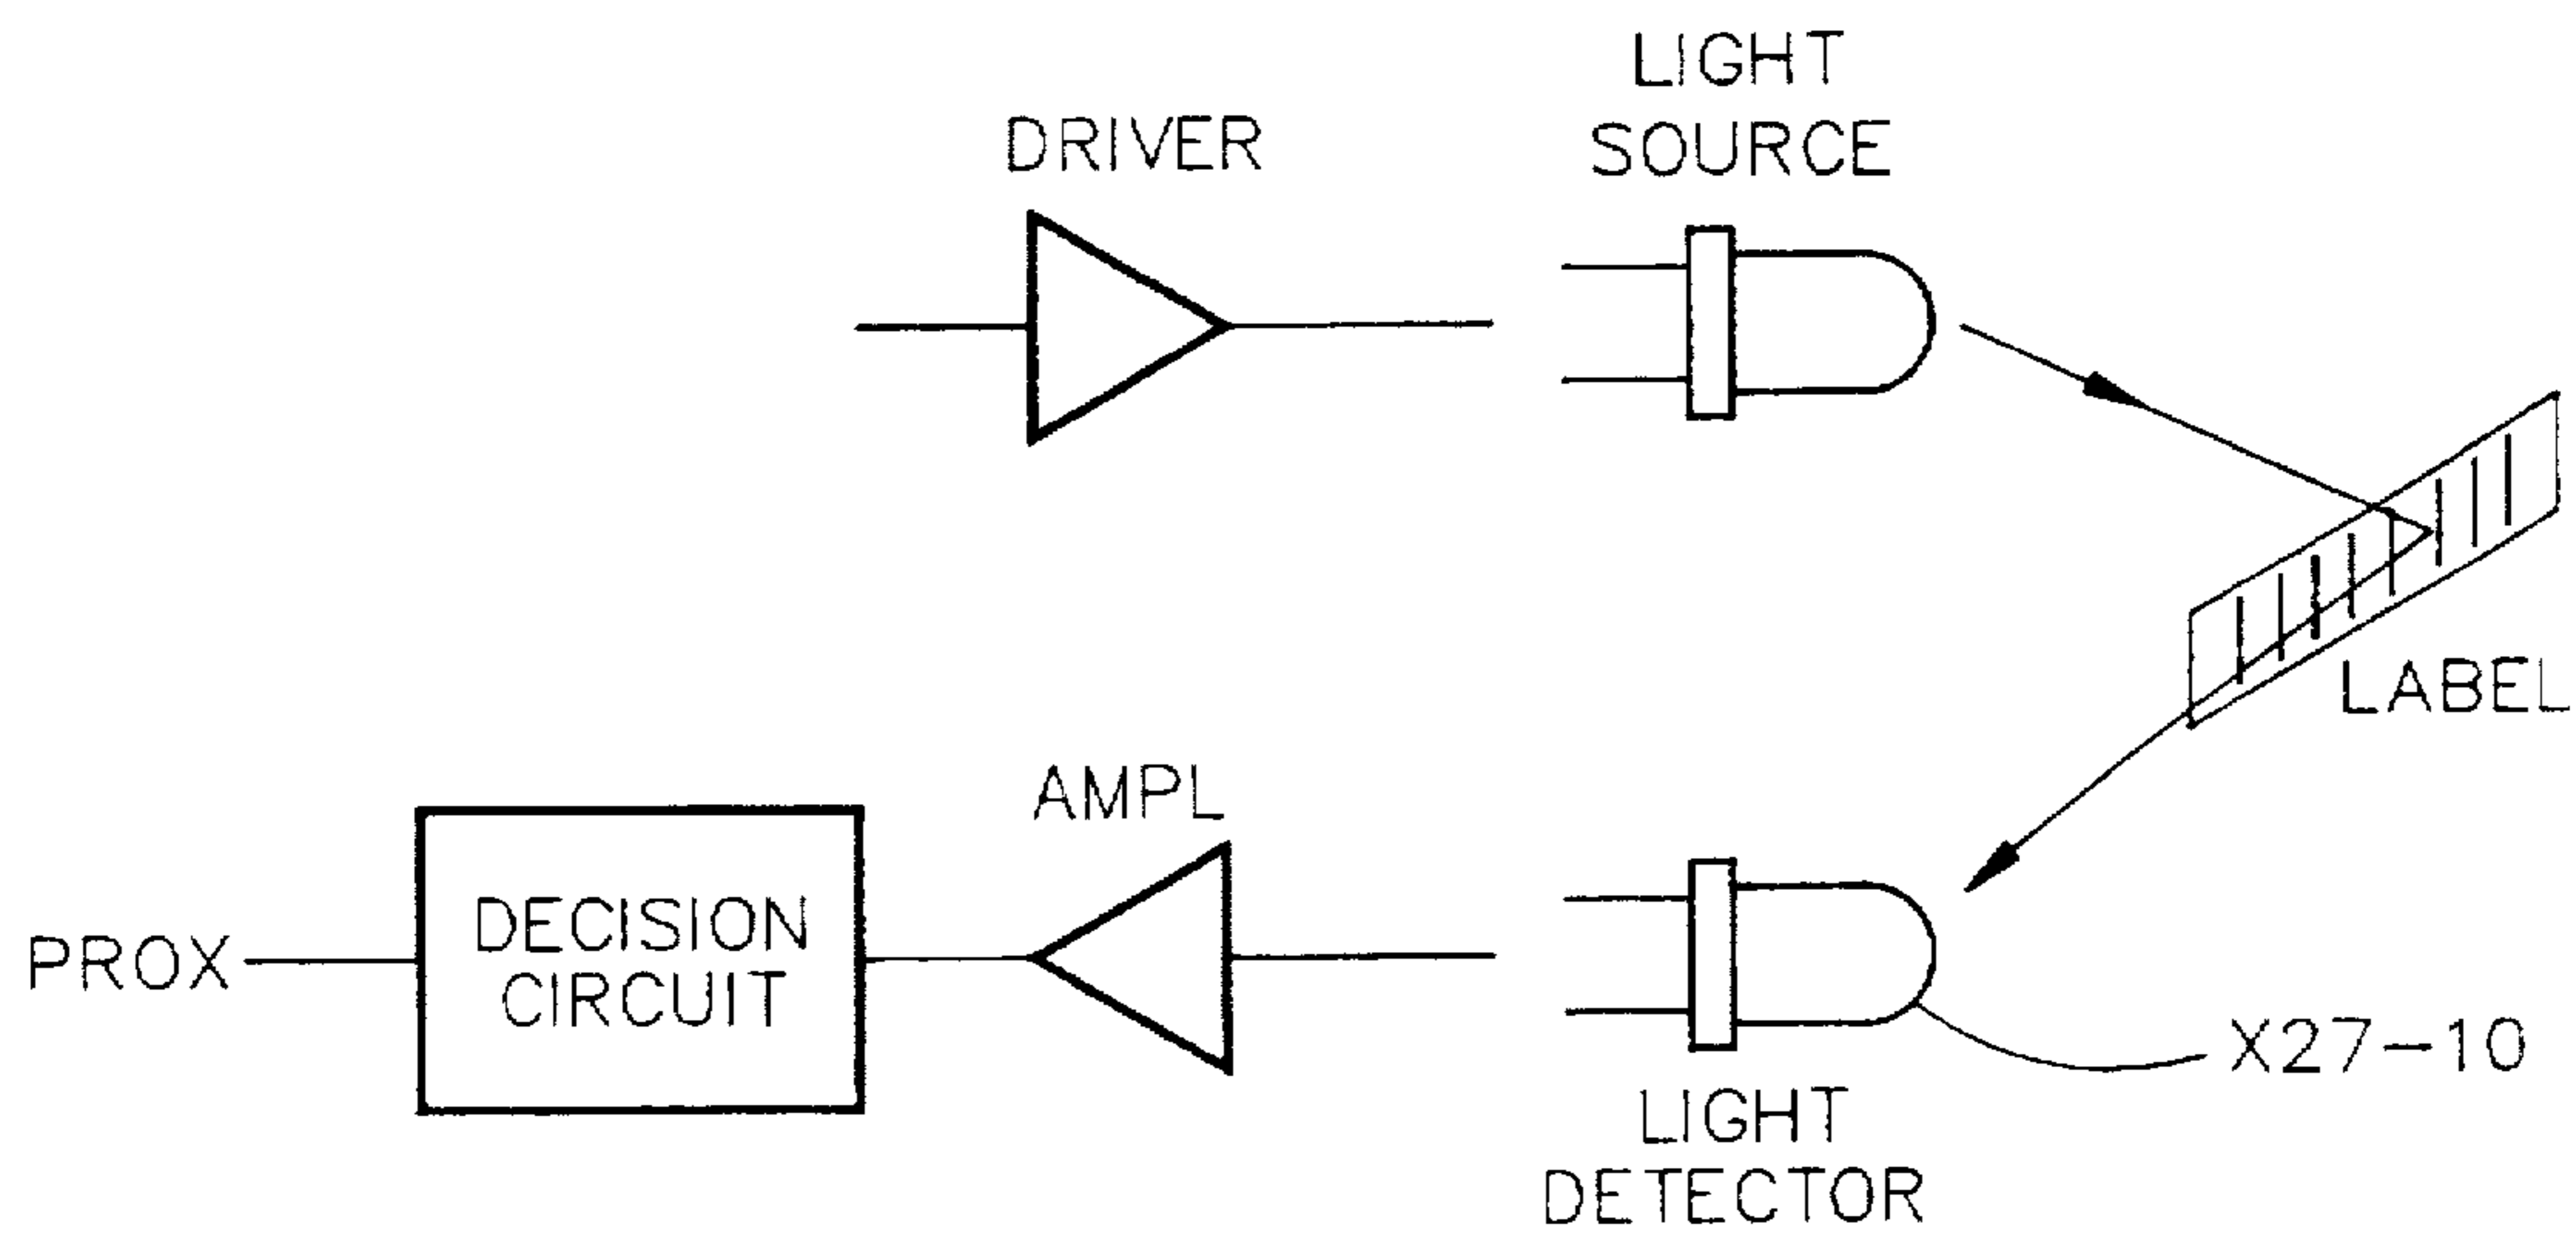 LIGHT
SOURCE
DRIVER
LABEL
AMPL
DECISION
CIRCUIT
PROX
X27-10
LIGHT
DETECTOR